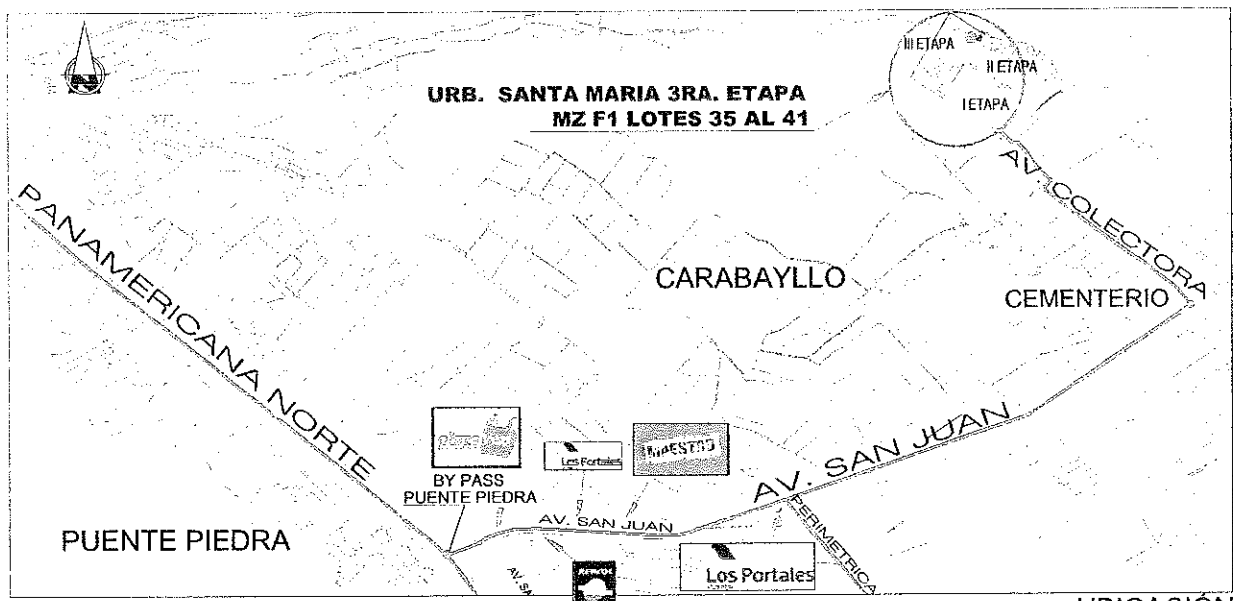 N
URB. SANTA MARIA 3RA. ETAPA
MZ F1 LOTES 35 AL 41
III ETAPA
II ETAPA
I ETAPA
AV. COLECTORA
PANAMERICANA NORTE
CARABAYLLO
CEMENTERIO
Los Portales
MAESTRO
BY PASS
PUENTE PIEDRA
AV. SAN JUAN
AV. SAN JUAN
PERIMETRICA
PUENTE PIEDRA
Los Portales